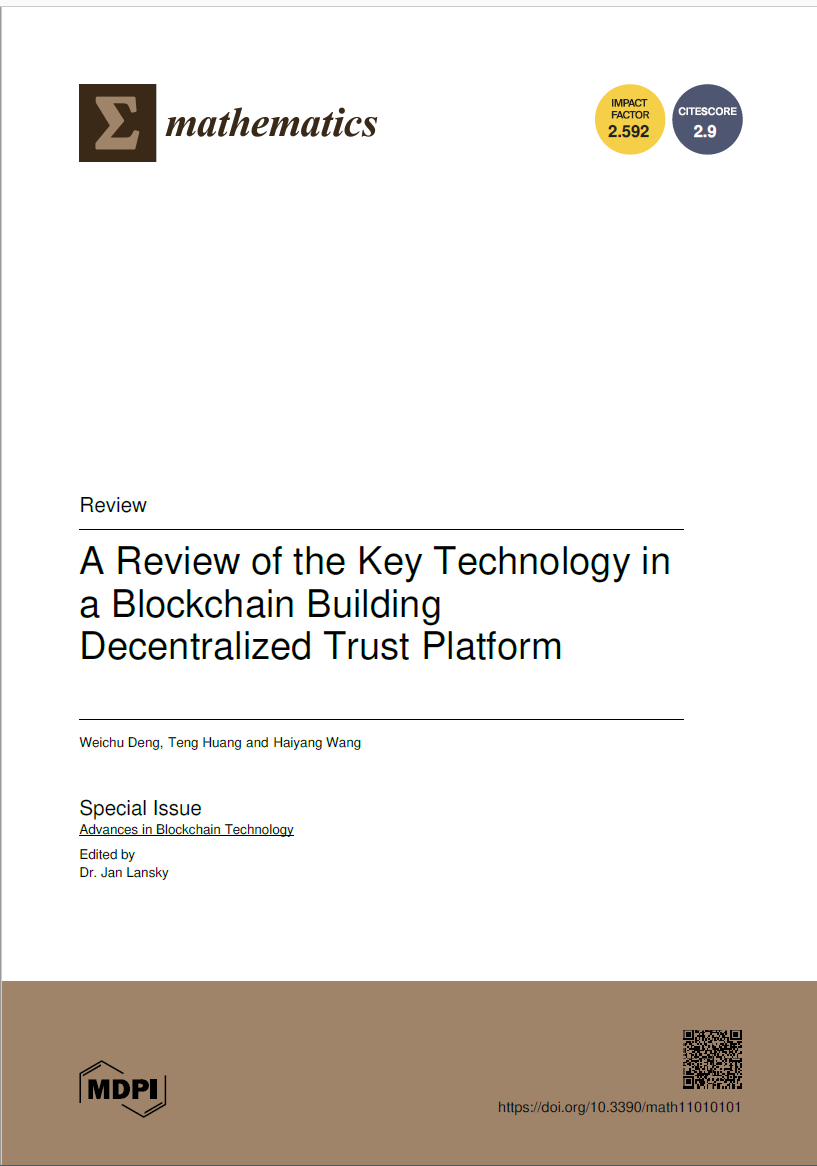 Σ mathematics
IMPACT
FACTOR
2.592
CITESCORE
2.9
Review
A Review of the Key Technology in
a Blockchain Building
Decentralized Trust Platform
Weichu Deng, Teng Huang and Haiyang Wang
Special Issue
Advances in Blockchain Technology
Edited by
Dr. Jan Lansky
MDPI
https://doi.org/10.3390/math11010101